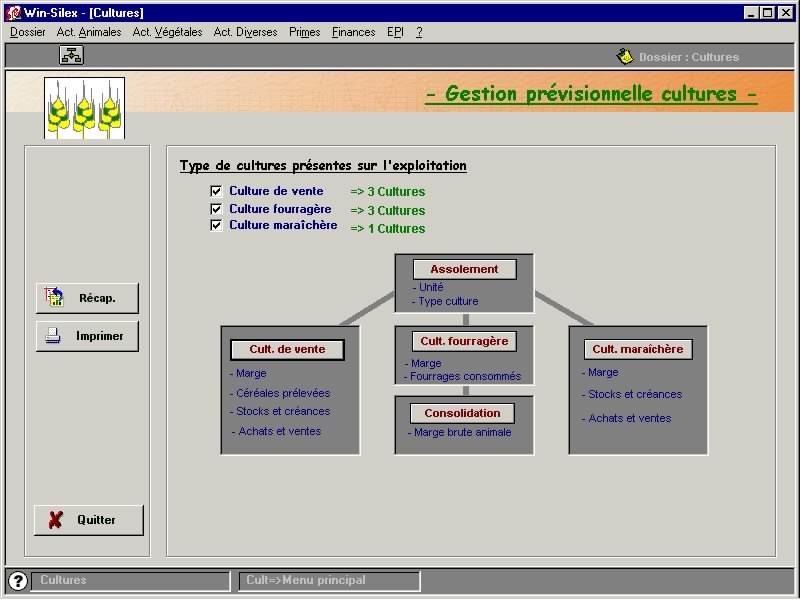 Win-Silex - [Cultures]
Dossier Act. Animales Act. Végétales Act. Diverses Primes Finances EPI ?
Dossier : Cultures
- Gestion prévisionnelle cultures -
Type de cultures présentes sur l'exploitation
Culture de vente => 3 Cultures
Culture fourragère => 3 Cultures
Culture maraîchère => 1 Cultures
Assolement
- Unité
- Type culture
Récap.
Imprimer
Cult. de vente
- Marge
- Céréales prélevées
- Stocks et créances
- Achats et ventes
Cult. fourragère
- Marge
- Fourrages consommés
Consolidation
- Marge brute animale
Cult. maraîchère
- Marge
- Stocks et créances
- Achats et ventes
Quitter
? Cultures Cult=>Menu principal